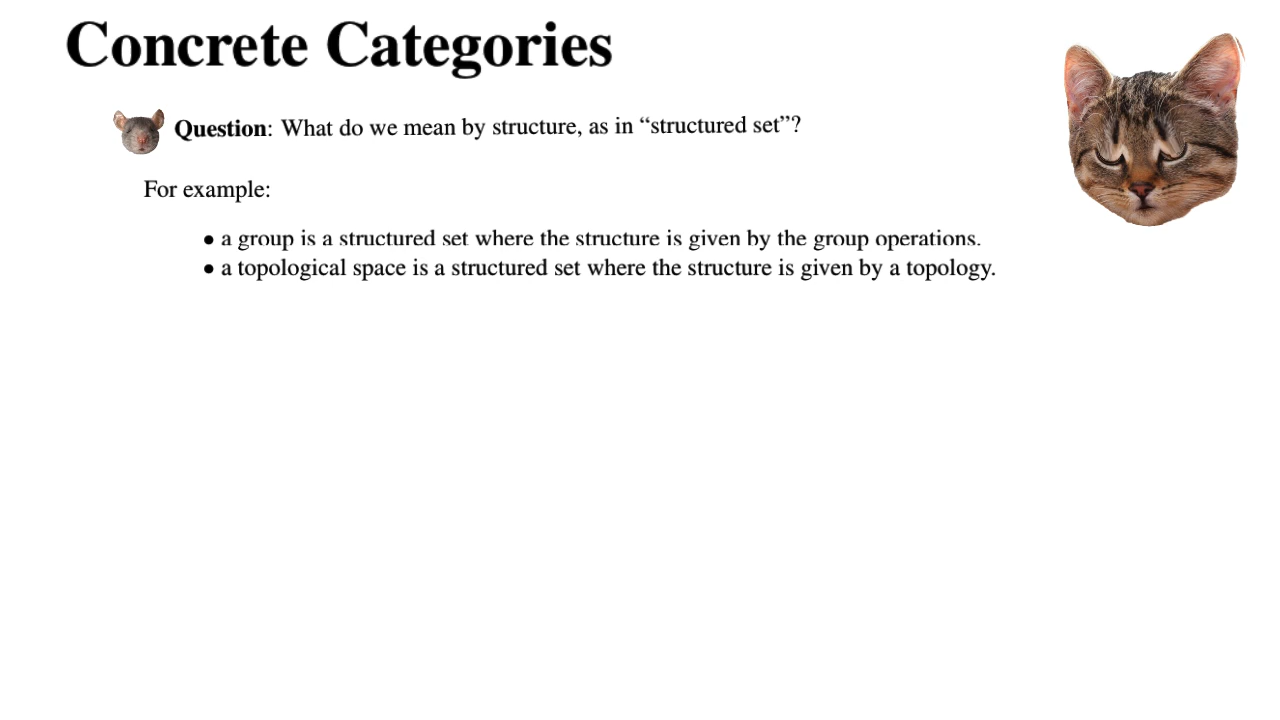 Concrete Categories
Question: What do we mean by structure, as in “structured set”?
For example:
• a group is a structured set where the structure is given by the group operations.
• a topological space is a structured set where the structure is given by a topology.